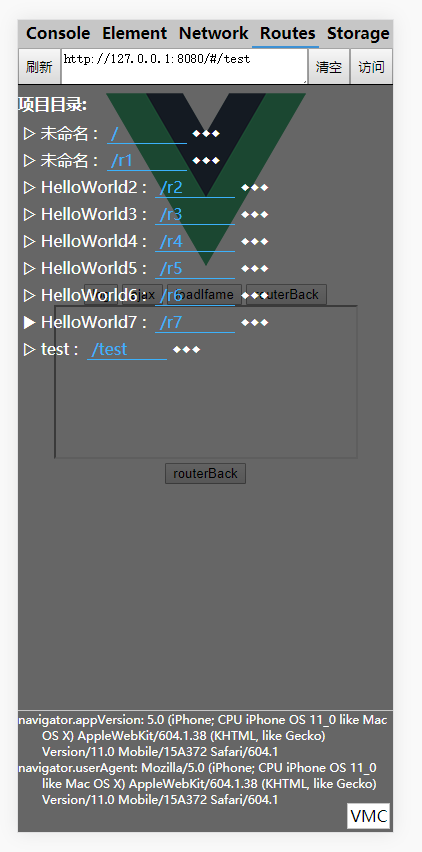 Console Element Network Routes Storage
刷新 http://127.0.0.1:8080/#/test 清空 访问
项目目录:
▷ 未命名 : / ◆◆◆
▷ 未命名 : /r1 ◆◆◆
▷ HelloWorld2 : /r2 ◆◆◆
▷ HelloWorld3 : /r3 ◆◆◆
▷ HelloWorld4 : /r4 ◆◆◆
▷ HelloWorld5 : /r5 ◆◆◆
▷ HelloWorld6 : /r6 ◆◆◆
loadIfame
▶ HelloWorld7 : /r7 ◆◆◆
▷ test : /test ◆◆◆
routerBack
navigator.appVersion: 5.0 (iPhone; CPU iPhone OS 11_0 like Mac
OS X) AppleWebKit/604.1.38 (KHTML, like Gecko)
Version/11.0 Mobile/15A372 Safari/604.1
navigator.userAgent: Mozilla/5.0 (iPhone; CPU iPhone OS 11_0
like Mac OS X) AppleWebKit/604.1.38 (KHTML, like Gecko)
Version/11.0 Mobile/15A372 Safari/604.1
VMC